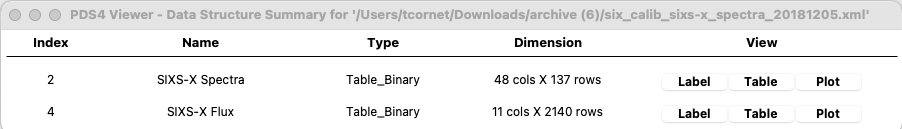 PDS4 Viewer - Data Structure Summary for '/Users/tcornet/Downloads/archive (6)/six_calib_sixs-x_spectra_20181205.xml'
Index Name Type Dimension View
2 SIXS-X Spectra Table_Binary 48 cols X 137 rows Label Table Plot
4 SIXS-X Flux Table_Binary 11 cols X 2140 rows Label Table Plot